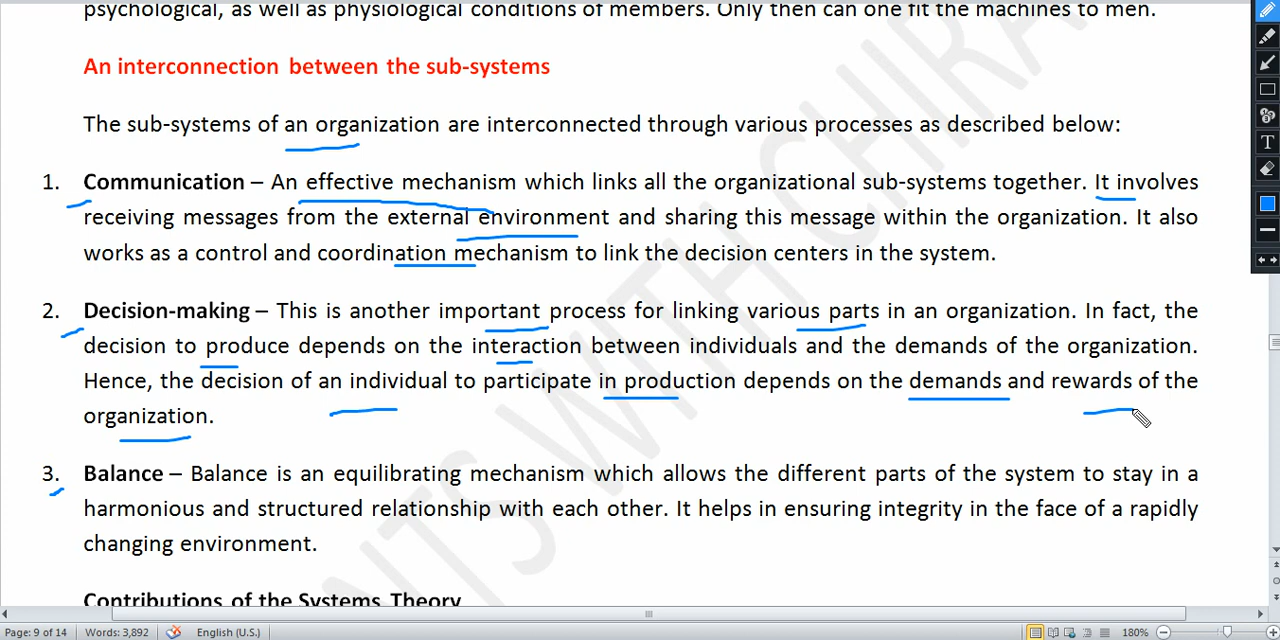 psychological, as well as physiological conditions of members. Only then can one fit the machines to men.
An interconnection between the sub-systems
The sub-systems of an organization are interconnected through various processes as described below:
1. Communication – An effective mechanism which links all the organizational sub-systems together. It involves
receiving messages from the external environment and sharing this message within the organization. It also
works as a control and coordination mechanism to link the decision centers in the system.
2. Decision-making – This is another important process for linking various parts in an organization. In fact, the
decision to produce depends on the interaction between individuals and the demands of the organization.
Hence, the decision of an individual to participate in production depends on the demands and rewards of the
organization.
3. Balance – Balance is an equilibrating mechanism which allows the different parts of the system to stay in a
harmonious and structured relationship with each other. It helps in ensuring integrity in the face of a rapidly
changing environment.
Contributions of the Systems Theory
NTS WITH CHIRA
T
Page: 9 of 14 Words: 3,892 English (U.S.) 180%